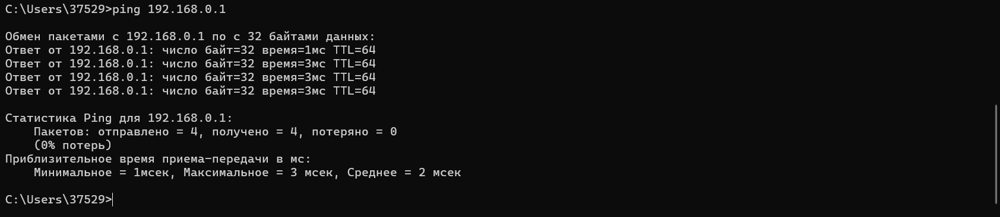 C:\Users\37529>ping 192.168.0.1
Обмен пакетами с 192.168.0.1 по с 32 байтами данных:
Ответ от 192.168.0.1: число байт=32 время=1мс TTL=64
Ответ от 192.168.0.1: число байт=32 время=3мс TTL=64
Ответ от 192.168.0.1: число байт=32 время=3мс TTL=64
Ответ от 192.168.0.1: число байт=32 время=3мс TTL=64
Статистика Ping для 192.168.0.1:
Пакетов: отправлено = 4, получено = 4, потеряно = 0
(0% потерь)
Приблизительное время приема-передачи в мс:
Минимальное = 1мсек, Максимальное = 3 мсек, Среднее = 2 мсек
C:\Users\37529>